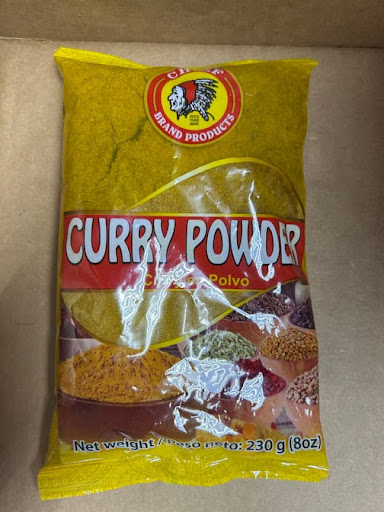 CHIEF
BRAND PRODUCTS
CURRY POWDER
Polvo
Net weight / Peso neto: 230 g (8oz)